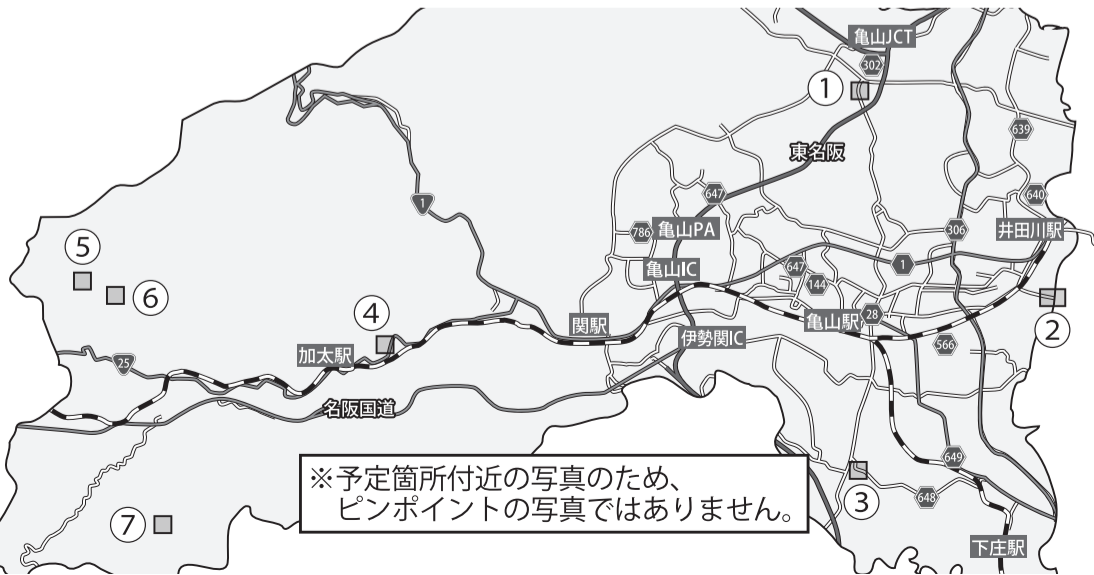 亀山JCT
302
①
639
東名阪
647
640
1
786
亀山PA
306
井田川駅
⑤
亀山IC
647
1
144
⑥
②
④
関駅
亀山駅
28
伊勢関IC
566
加太駅
25
名阪国道
649
※予定箇所付近の写真のため、
ピンポイントの写真ではありません。
③
648
⑦
下庄駅